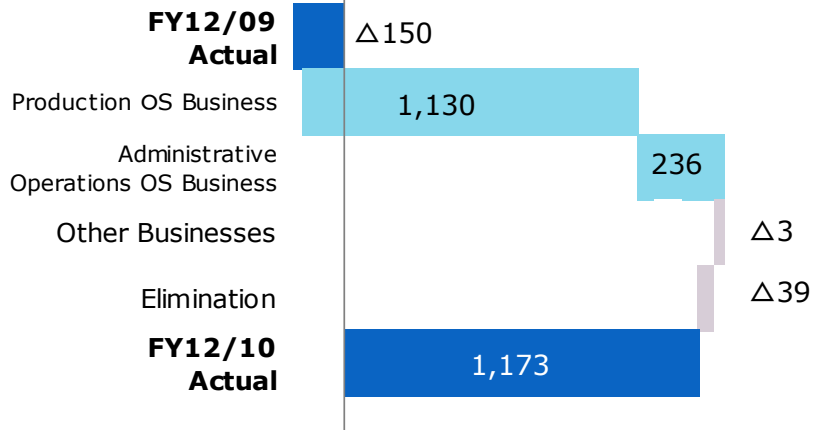 FY12/09
Actual
△150
Production OS Business
1,130
Administrative
Operations OS Business
236
Other Businesses
△3
Elimination
△39
FY12/10
Actual
1,173